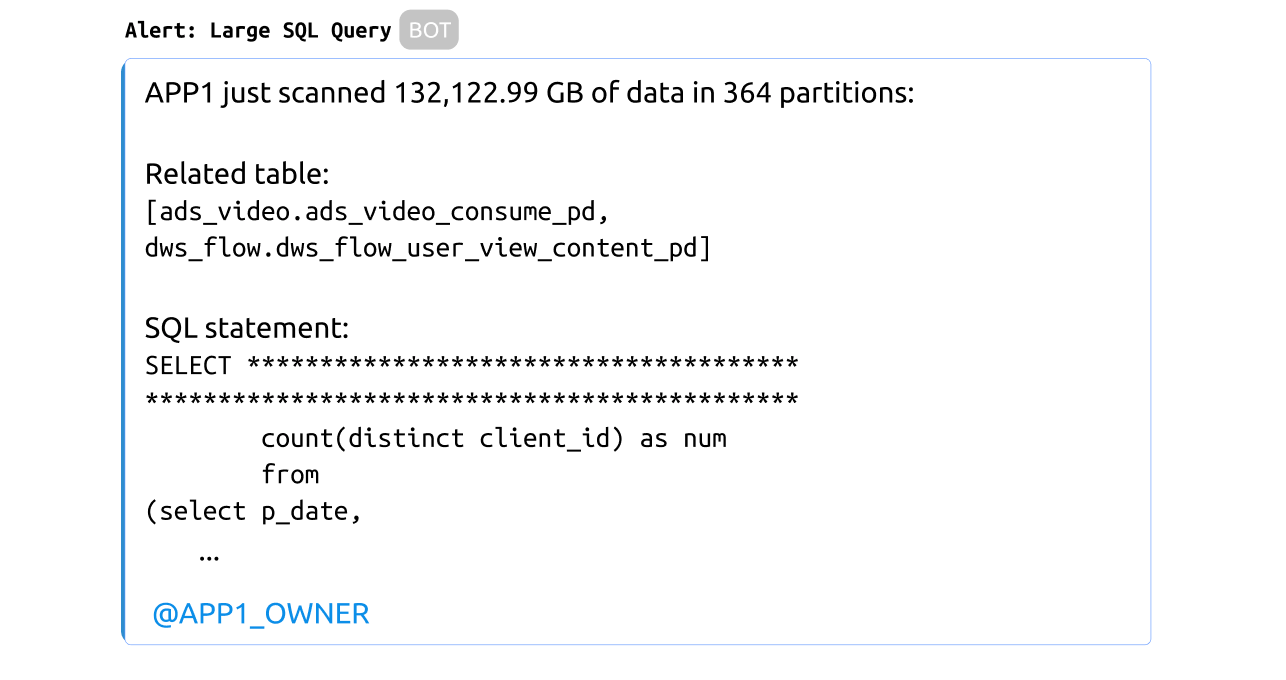 Alert: Large SQL Query BOT
APP1 just scanned 132,122.99 GB of data in 364 partitions:
Related table:
[ads_video.ads_video_consume_pd,
dws_flow.dws_flow_user_view_content_pd]
SQL statement:
SELECT **************************************
*********************************************
count(distinct client_id) as num
from
(select p_date,
...
@APP1_OWNER